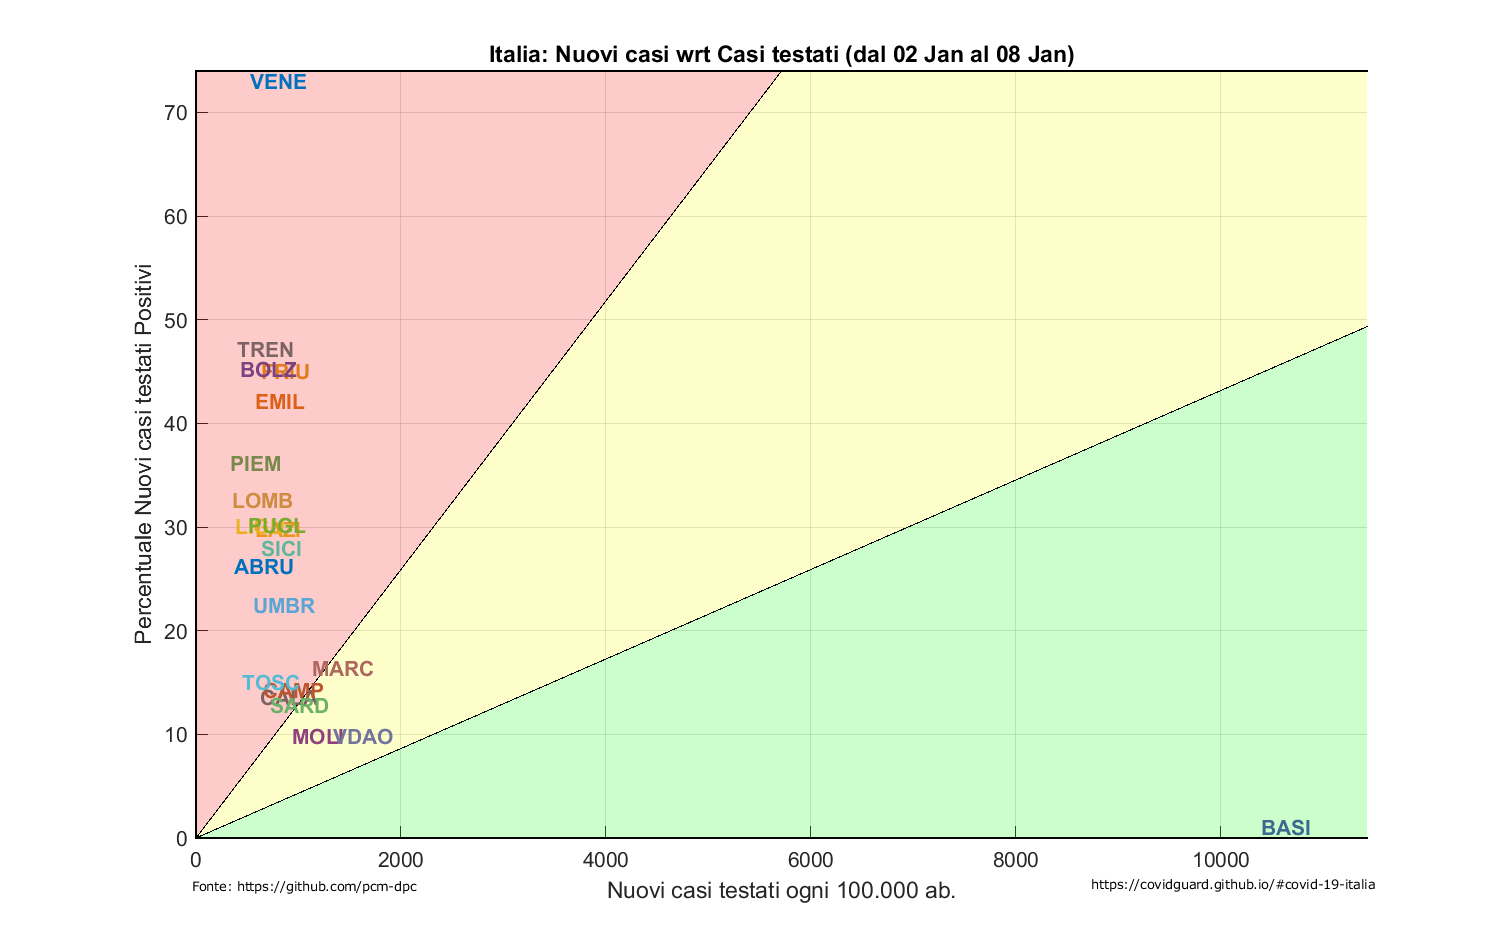 Italia: Nuovi casi wrt Casi testati (dal 02 Jan al 08 Jan)
VENE
70
60
50
40
30
20
10
0
Percentuale Nuovi casi testati Positivi
TREN
BOLZ
FRIU
EMIL
PIEM
LOMB
PUGL
LAZI
SICI
ABRU
UMBR
MARC
TOSC
CAMP
SARD
MOLI
VDAO
BASI
0 2000 4000 6000 8000 10000
Nuovi casi testati ogni 100.000 ab.
Fonte: https://github.com/pcm-dpc
https://covidguard.github.io/#covid-19-italia